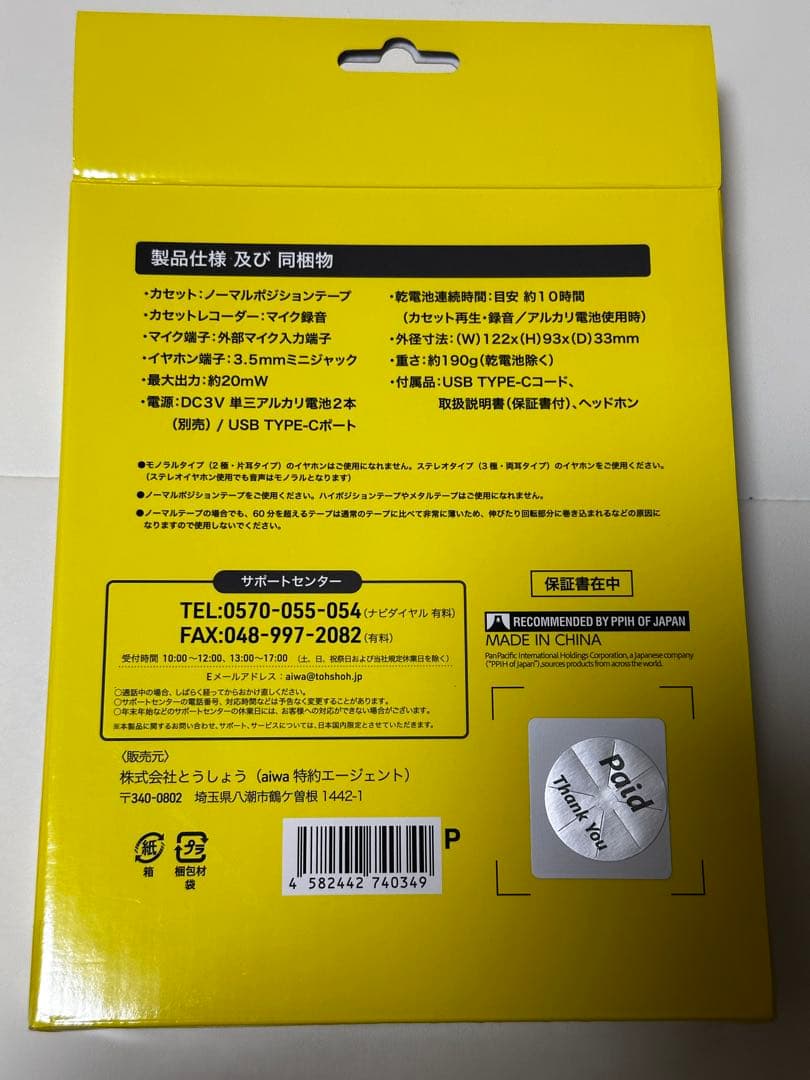 製品仕様 及び 同梱物
・カセット：ノーマルポジションテープ
・カセットレコーダー：マイク録音
・マイク端子：外部マイク入力端子
・イヤホン端子：3.5mmミニジャック
・最大出力：約20mW
・電源：DC3V 単三アルカリ電池2本
（別売）/ USB TYPE-Cポート
・乾電池連続時間：目安 約10時間
（カセット再生・録音／アルカリ電池使用時）
・外径寸法：（W）122x（H）93x（D）33mm
・重さ：約190g（乾電池除く）
・付属品：USB TYPE-Cコード、
取扱説明書（保証書付）、ヘッドホン
●モノラルタイプ（2極・片耳タイプ）のイヤホンはご使用になれません。ステレオタイプ（3極・両耳タイプ）のイヤホンをご使用ください。
（ステレオイヤホン使用でも音声はモノラルとなります）
●ノーマルポジションテープをご使用ください。ハイポジションテープやメタルテープはご使用になれません。
●ノーマルテープの場合でも、60分を超えるテープは通常のテープに比べて非常に薄いため、伸びたり回転部分に巻き込まれるなどの原因に
なりますので使用しないでください。
サポートセンター
TEL:0570-055-054（ナビダイヤル 有料）
FAX:048-997-2082（有料）
受付時間 10:00〜12:00、13:00〜17:00 （土、日、祝祭日および当社規定休業日を除く）
Eメールアドレス：aiwa@tohshoh.jp
○通話中の場合、しばらく経ってからおかけ直しください。
○サポートセンターの電話番号、対応時間などは予告なく変更することがあります。
○年末年始などのサポートセンターの休業日には、お客様への対応ができない場合がございます。
※本製品に関するお問い合わせ、サポート、サービスについては、日本国内限定とさせていただきます。
保証書在中
RECOMMENDED BY PPIH OF JAPAN
MADE IN CHINA
Pan Pacific International Holdings Corporation, a Japanese company
("PPIH of Japan"),sources products from across the world.
Paid
Thank You
〈販売元〉
株式会社とうしょう（aiwa 特約エージェント）
〒340-0802 埼玉県八潮市鶴ケ曽根 1442-1
紙
箱
プラ
梱包材
袋
4 582442 740349
P